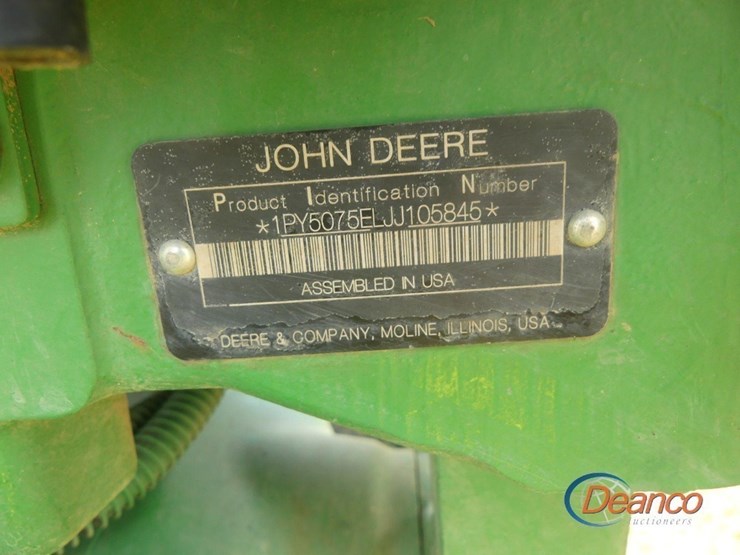 JOHN DEERE
Product Identification Number
*1PY5075ELJJ105845*
ASSEMBLED IN USA
DEERE & COMPANY, MOLINE, ILLINOIS, USA
Deanco
Auctioneers